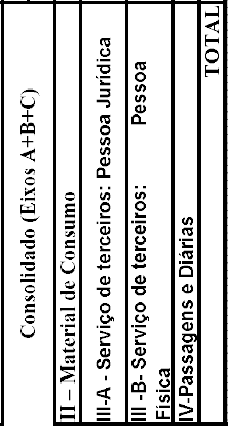 Consolidado (Eixos A+B+C)
II – Material de Consumo
III-A - Serviço de terceiros: Pessoa Jurídica
III -B- Serviço de terceiros: Pessoa
Física
IV-Passagens e Diárias
TOTAL